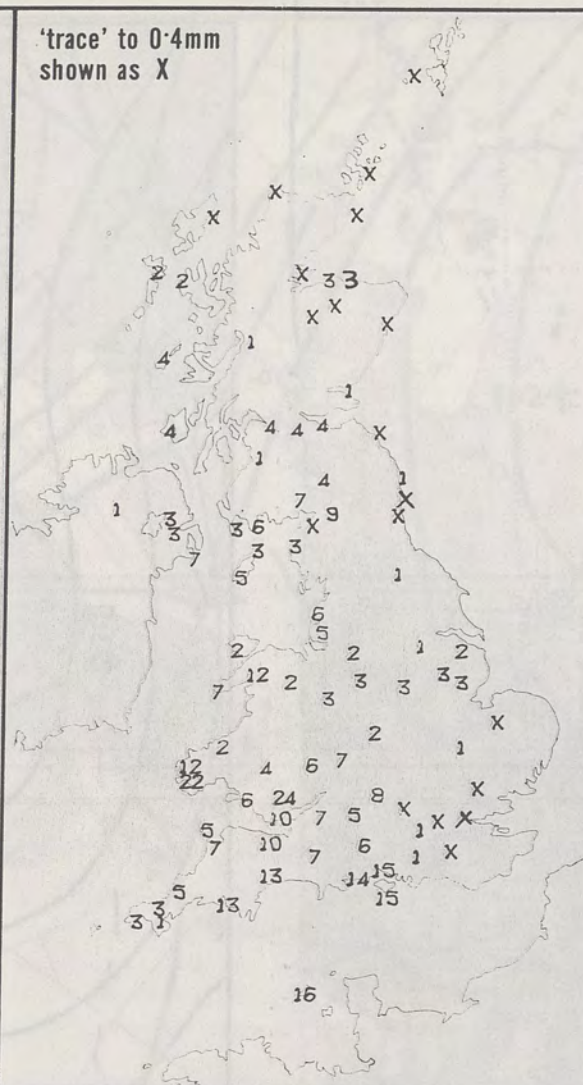 'trace' to 0·4mm
shown as X
X
X
X
X X
2 2 X 3 3
X X X
1
4
1
4 4 4 4 X
1
4 1
7 X
1 3 9 X
3 3 6 X
7 3 3
5 1
6
5
2 2 1 2
12 2 3 3 3 3
7 3
X
2 2 1
12 4 6 7
22 X
6 24 8 X
10 7 5 X X
5 1
7 10 7 6 1 X
13 14 15
5 13 15
3 3 1
16